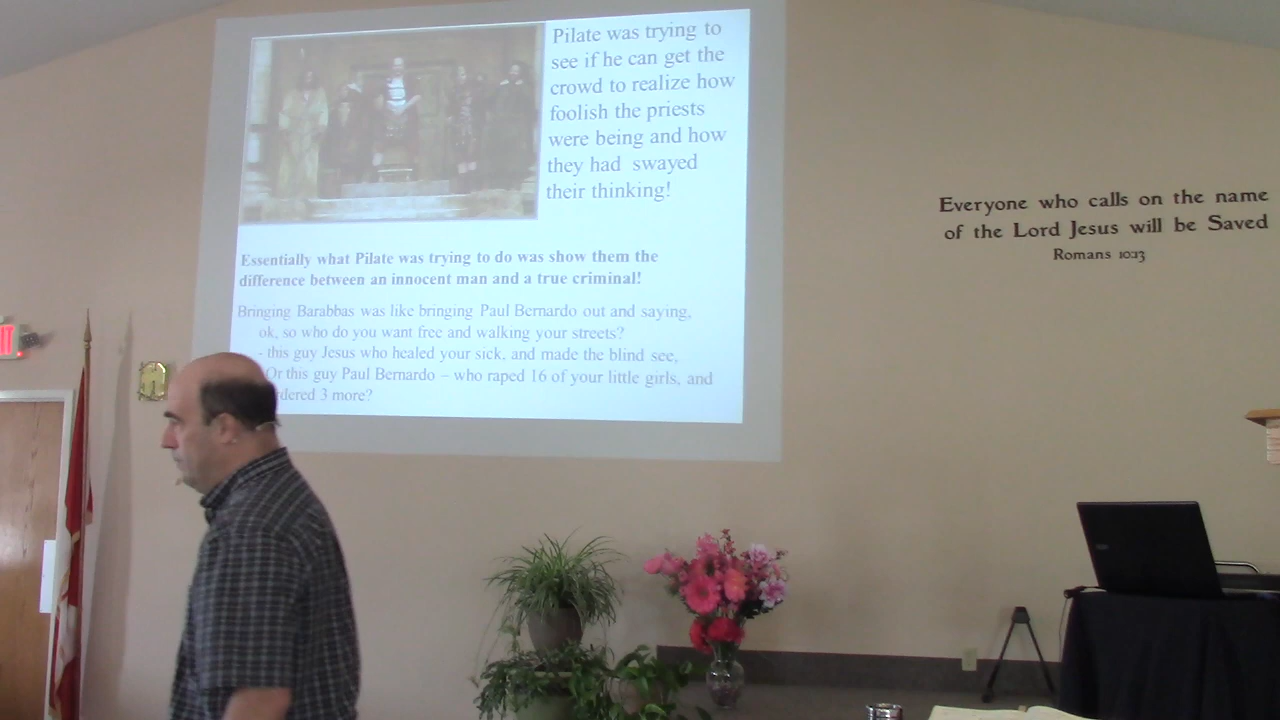 Pilate was trying to
see if he can get the
crowd to realize how
foolish the priests
were being and how
they had swayed
their thinking!
Essentially what Pilate was trying to do was show them the
difference between an innocent man and a true criminal!
Bringing Barabbas was like bringing Paul Bernardo out and saying,
ok, so who do you want free and walking your streets?
- this guy Jesus who healed your sick, and made the blind see,
Or this guy Paul Bernardo – who raped 16 of your little girls, and
dered 3 more?
Everyone who calls on the name
of the Lord Jesus will be Saved
Romans 10:13
IT